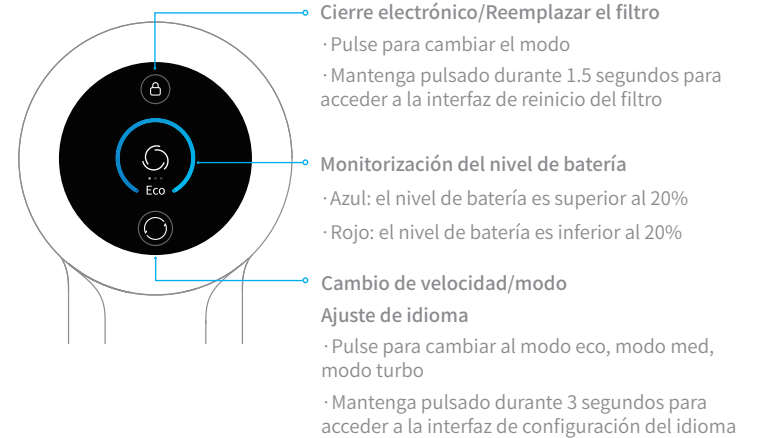 Cierre electrónico/Reemplazar el filtro
·Pulse para cambiar el modo
·Mantenga pulsado durante 1.5 segundos para
acceder a la interfaz de reinicio del filtro
Monitorización del nivel de batería
·Azul: el nivel de batería es superior al 20%
·Rojo: el nivel de batería es inferior al 20%
Eco
Cambio de velocidad/modo
Ajuste de idioma
·Pulse para cambiar al modo eco, modo med,
modo turbo
·Mantenga pulsado durante 3 segundos para
acceder a la interfaz de configuración del idioma